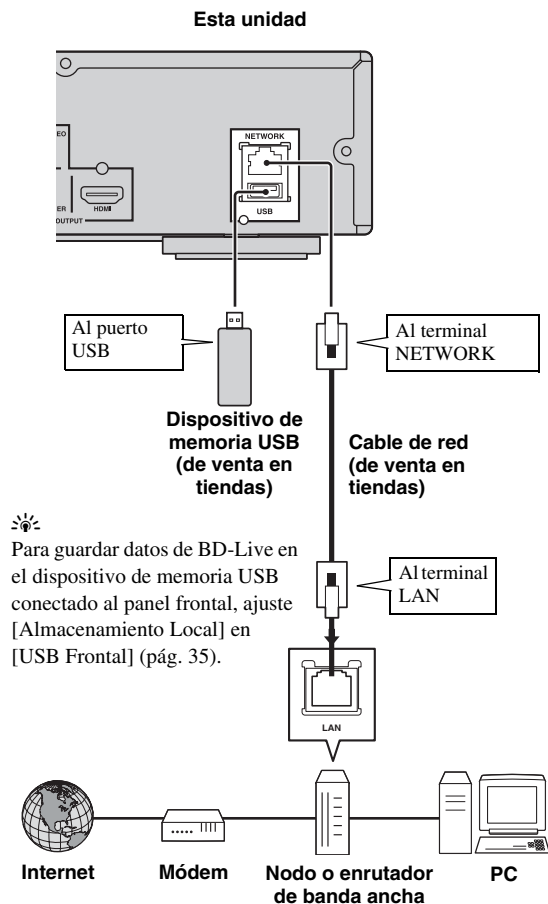 Esta unidad
EO
NETWORK
ER
HDMI
OUTPUT
USB
Al puerto
USB
Al terminal
NETWORK
Dispositivo de
memoria USB
(de venta en
tiendas)
Cable de red
(de venta en
tiendas)
Para guardar datos de BD-Live en
el dispositivo de memoria USB
conectado al panel frontal, ajuste
[Almacenamiento Local] en
[USB Frontal] (pág. 35).
Al terminal
LAN
LAN
Internet
Módem
Nodo o enrutador
de banda ancha
PC